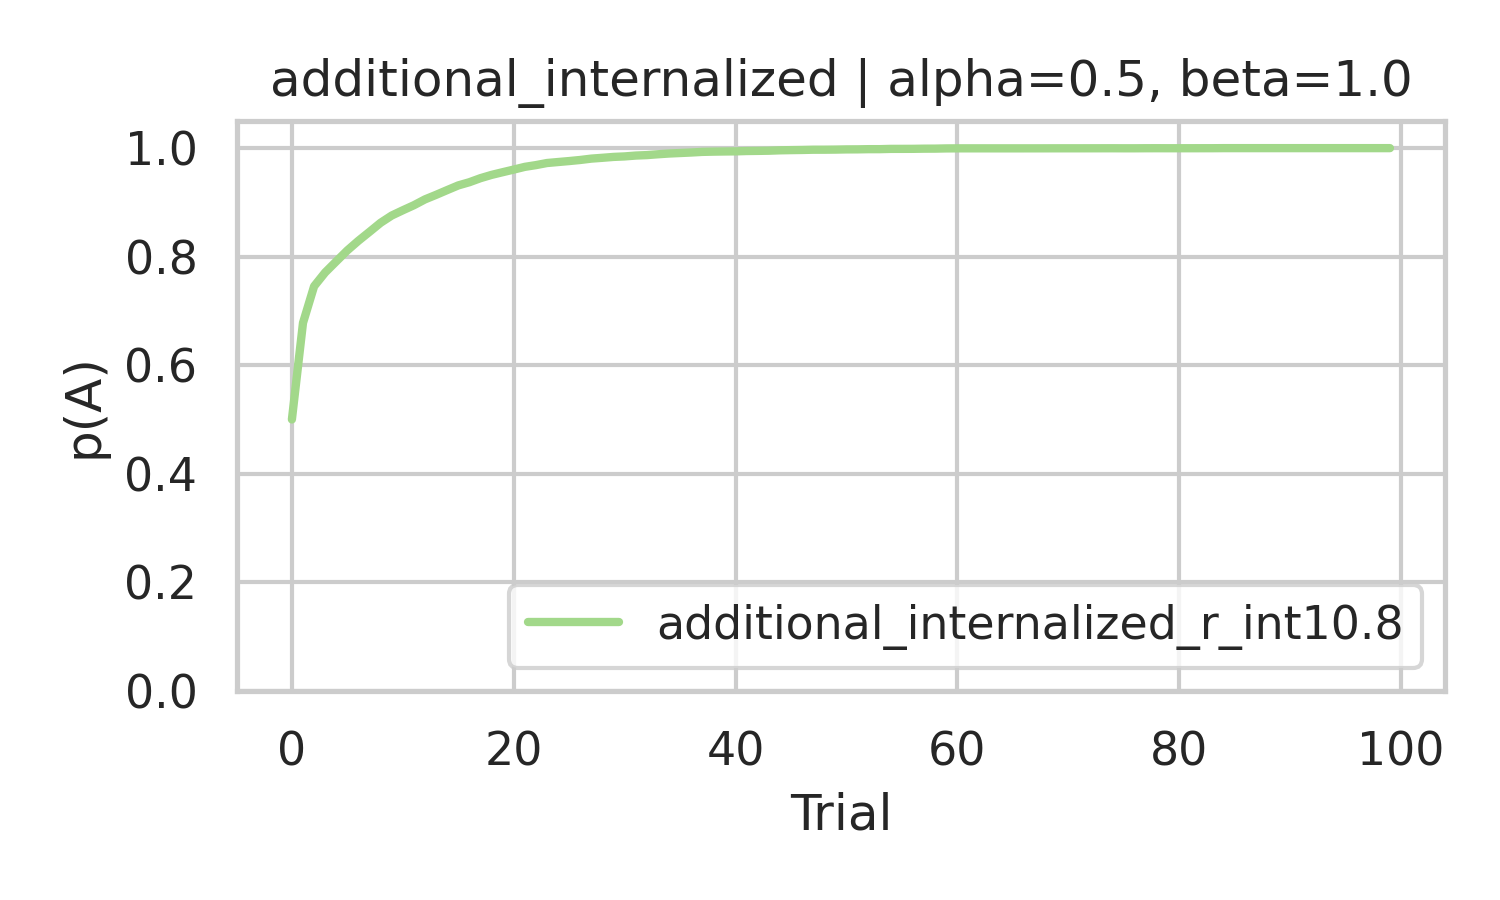 additional_internalized | alpha=0.5, beta=1.0
1.0
0.8
0.6
0.4
0.2
0.0
p(A)
additional_internalized_r_int10.8
0 20 40 60 80 100
Trial